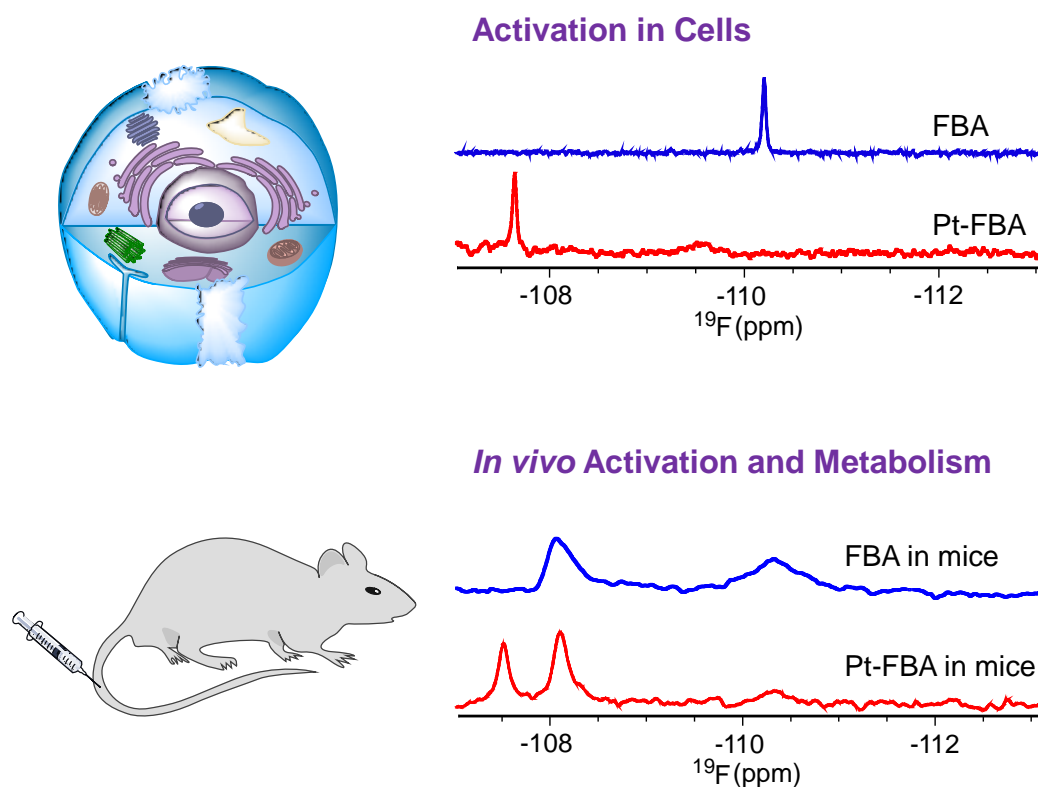 Activation in Cells
FBA
Pt-FBA
-108 -110 -112
¹⁹F (ppm)
In vivo Activation and Metabolism
FBA in mice
Pt-FBA in mice
-108 -110 -112
¹⁹F (ppm)